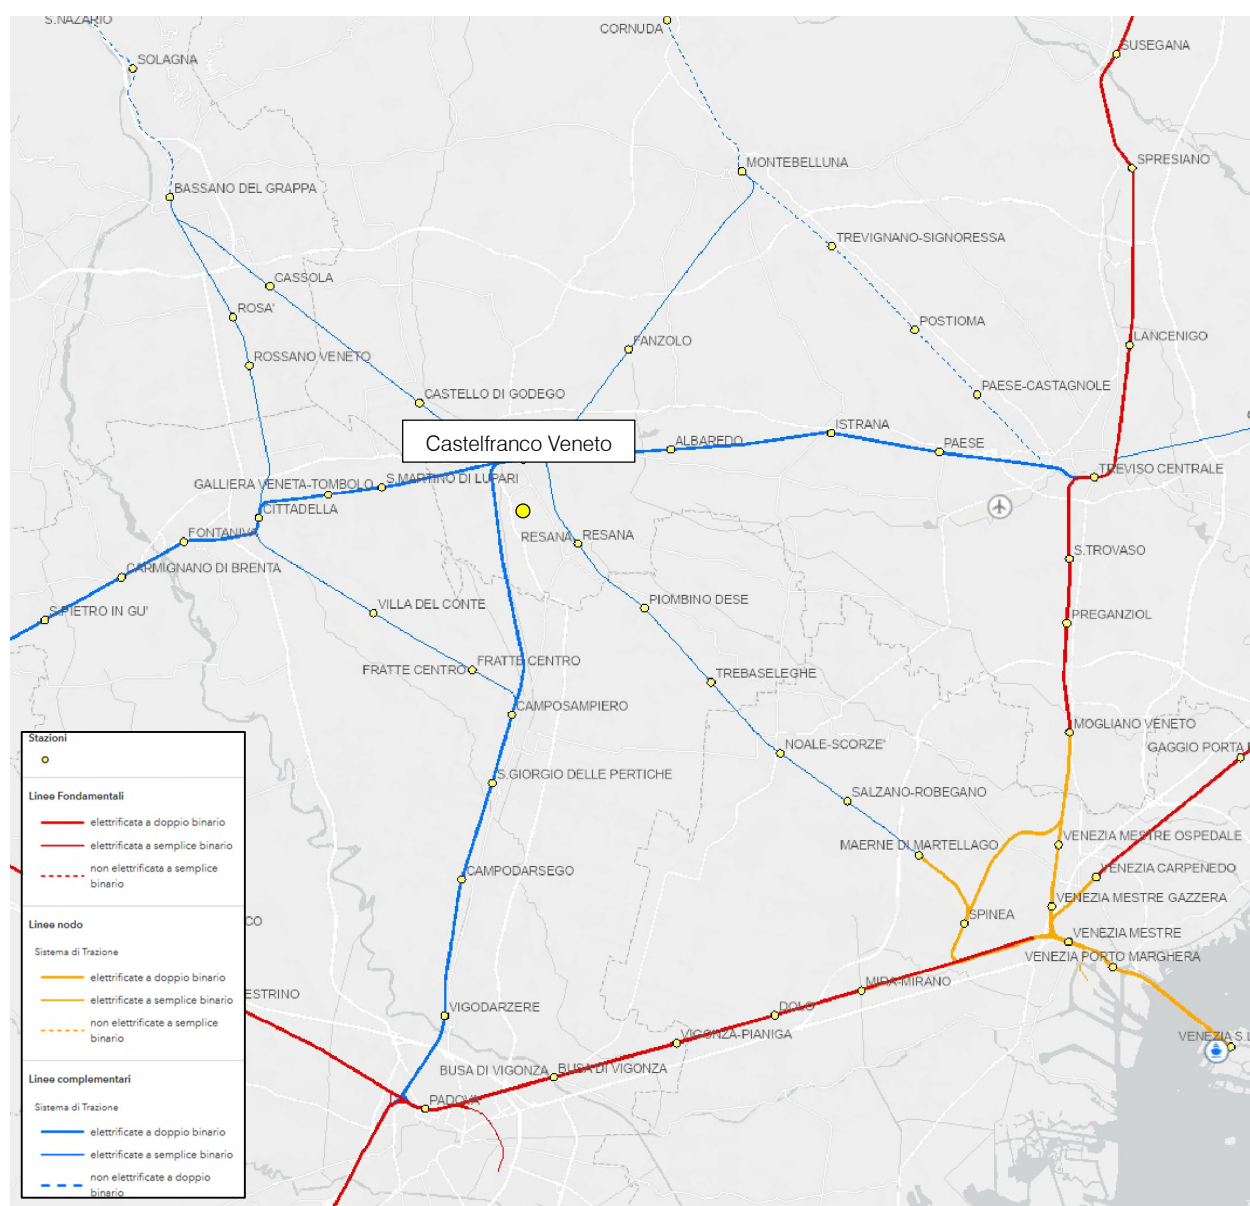 S.NAZARIO
CORNUDA
SUSEGANA
SOLAGNA
SPRESIANO
MONTEBELLUNA
BASSANO DEL GRAPPA
TREVIGNANO-SIGNORESSA
CASSOLA
ROSA'
POSTIOMA
LANCENIGO
FANZOLO
ROSSANO VENETO
PAESE-CASTAGNOLE
CASTELLO DI GODEGO
ISTRANA
Castelfranco Veneto
ALBAREDO
PAESE
TREVISO CENTRALE
S.MARTINO DI LUPARI
GALLIERA VENETA-TOMBOLO
CITTADELLA
FONTANIVA
RESANA
RESANA
S.TROVASO
CARMIGNANO DI BRENTA
PIOMBINO DESE
S.PIETRO IN GU'
VILLA DEL CONTE
PREGANZIOL
FRATTE CENTRO
FRATTE CENTRO
TREBASELEGHE
CAMPOSAMPIERO
MOGLIANO VENETO
NOALE-SCORZE'
GAGGIO PORTA
S.GIORGIO DELLE PERTICHE
SALZANO-ROBEGANO
VENEZIA MESTRE OSPEDALE
MAERNE DI MARTELLAGO
VENEZIA CARPENEDO
CAMPODARSEGO
VENEZIA MESTRE GAZZERA
SPINEA
CO
VENEZIA MESTRE
VENEZIA PORTO MARGHERA
MIRA-MIRANO
ESTRINO
DOLO
VIGODARZERE
VIGONZA-PIANIGA
VENEZIA S.L
BUSA DI VIGONZA
BUSA DI VIGONZA
PADOVA
Stazioni
Linee Fondamentali
elettrificata a doppio binario
elettrificata a semplice binario
non elettrificata a semplice
binario
Linee nodo
Sistema di Trazione
elettrificate a doppio binario
elettrificate a semplice binario
non elettrificate a semplice
binario
Linee complementari
Sistema di Trazione
elettrificate a doppio binario
elettrificate a semplice binario
non elettrificate a doppio
binario